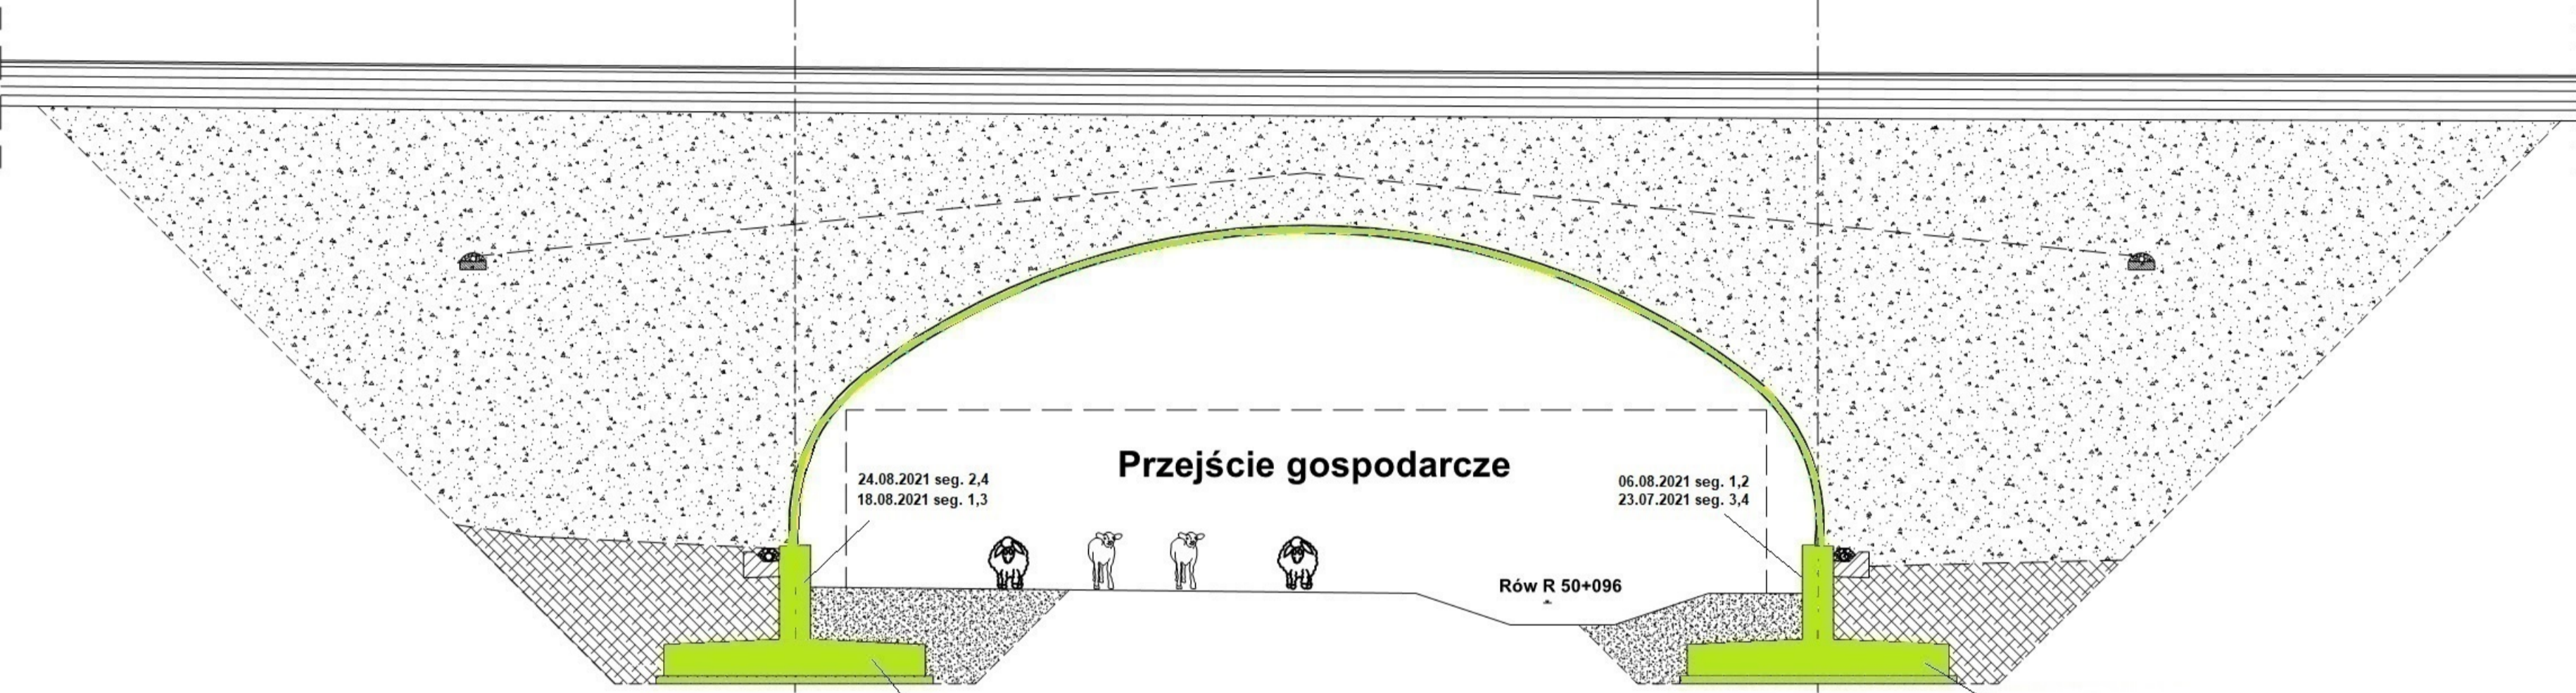 Przejście gospodarcze
24.08.2021 seg. 2,4
18.08.2021 seg. 1,3
06.08.2021 seg. 1,2
23.07.2021 seg. 3,4
Rów R 50+096